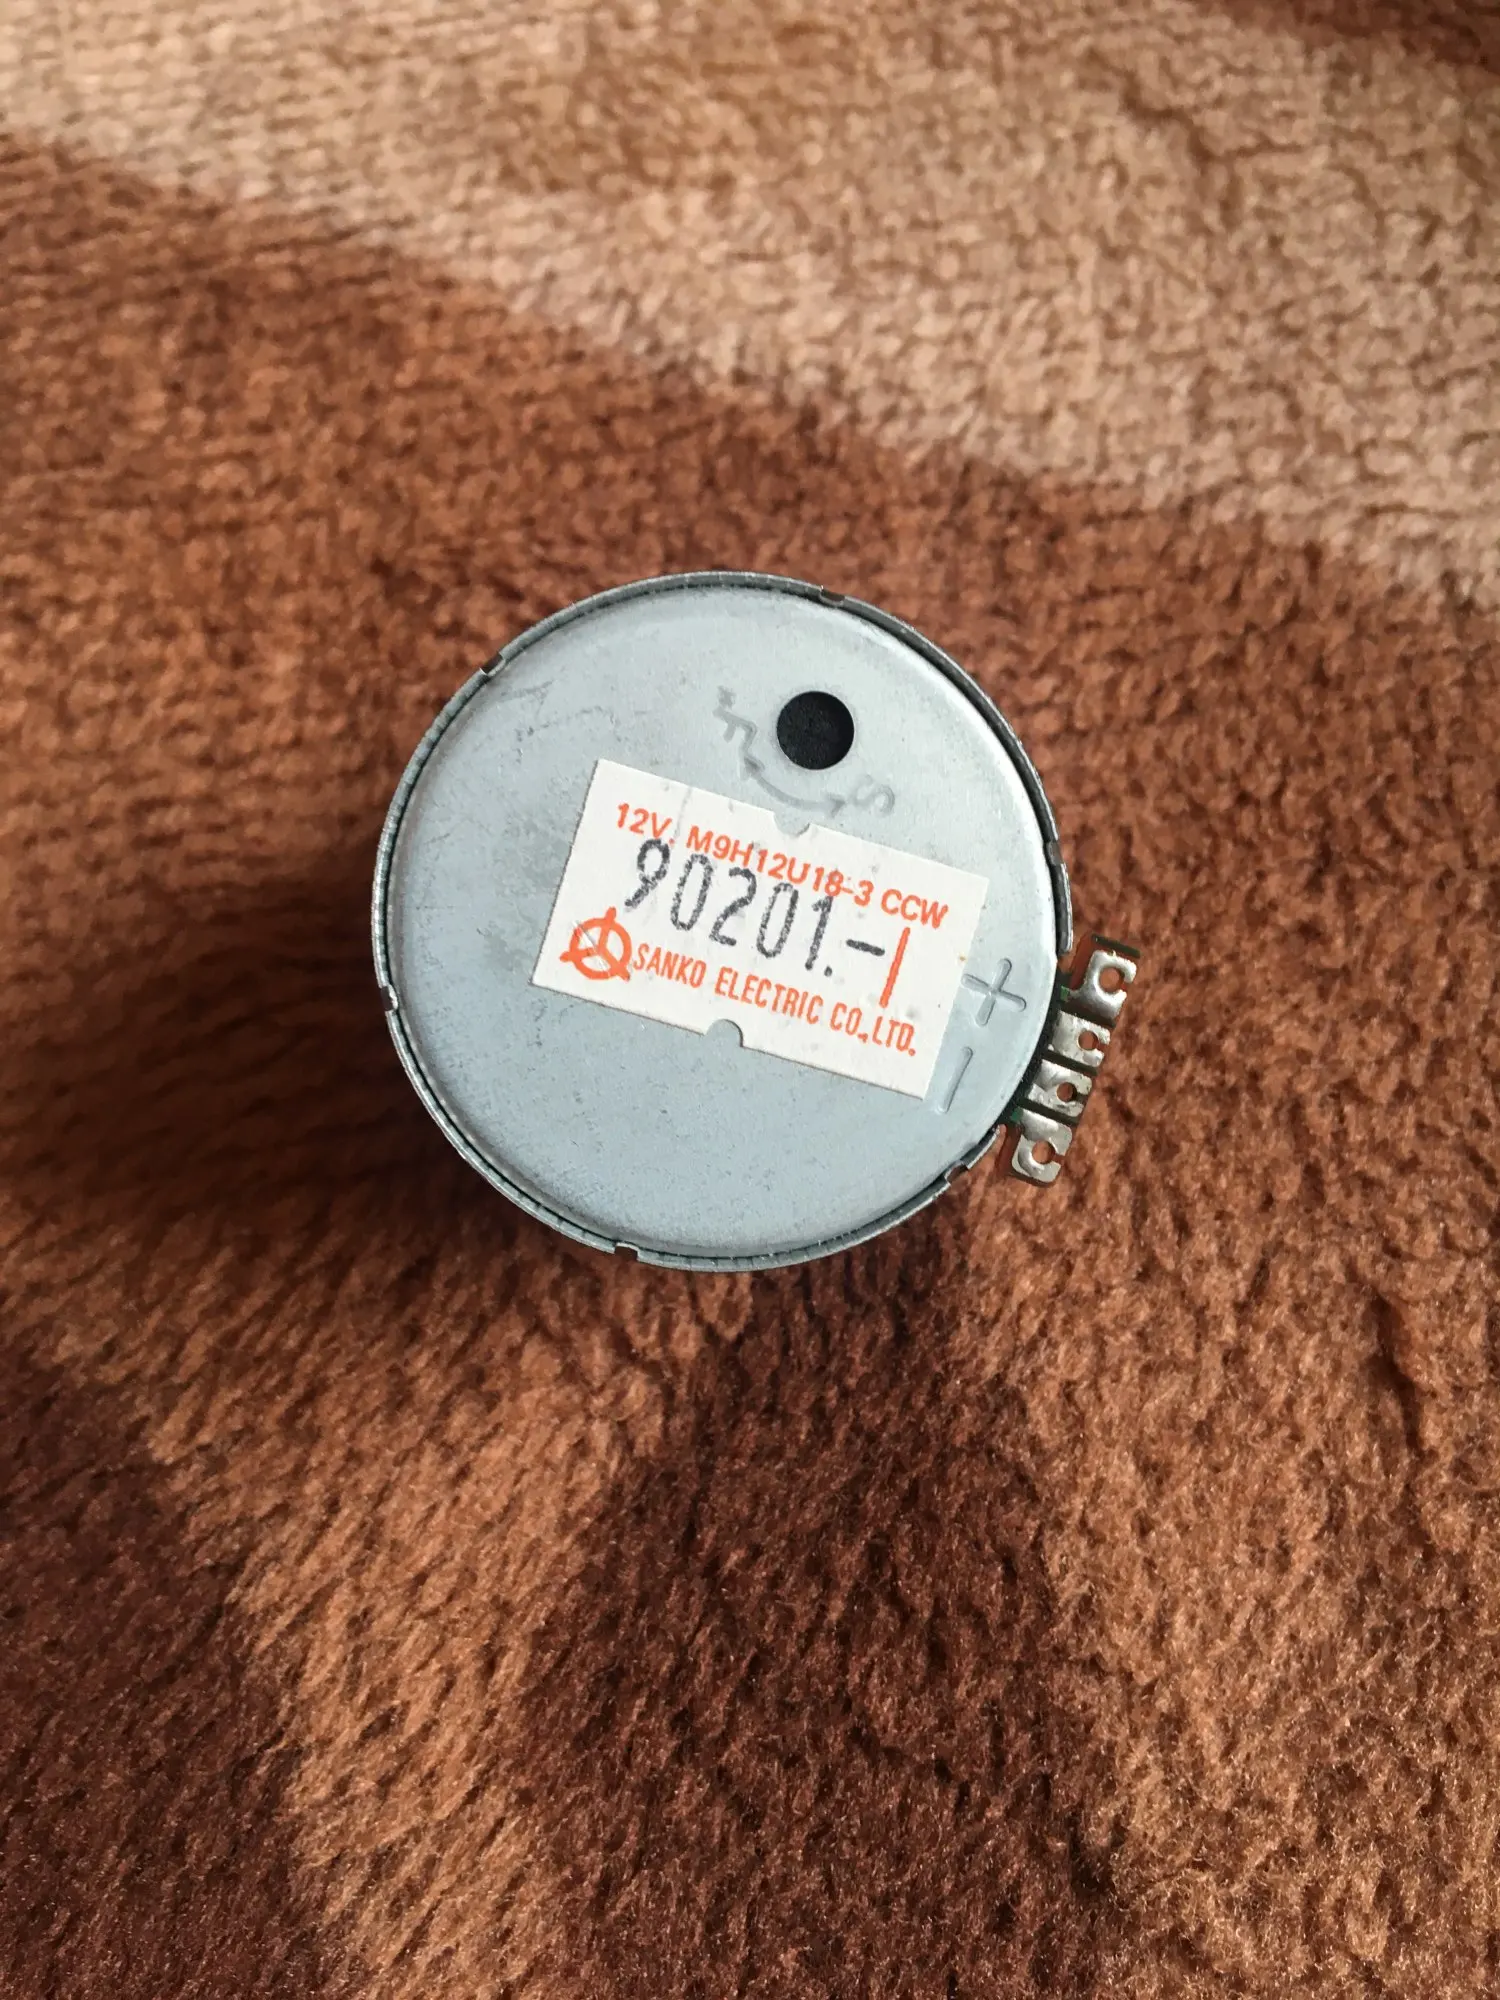 F
S
12V. M9H12U18-3 CCW
90201.-1
SANKO ELECTRIC CO.,LTD.
+
-